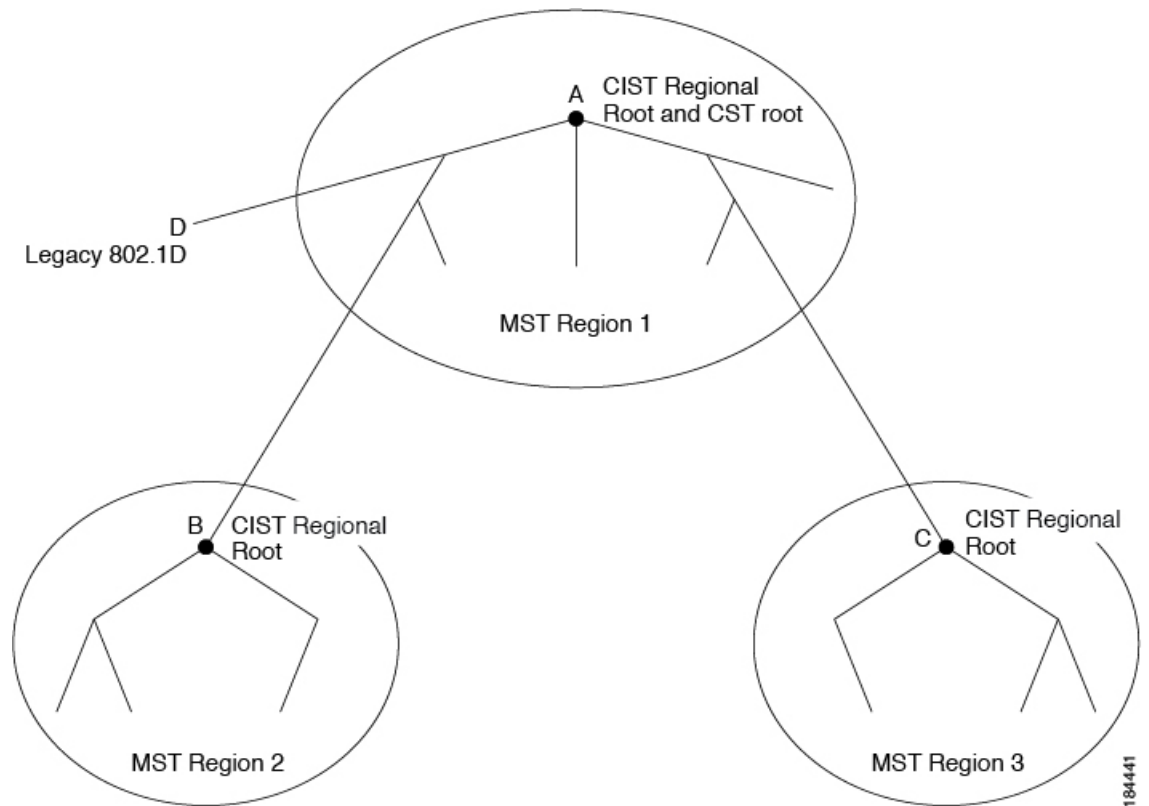 A
CIST Regional
Root and CST root
D
Legacy 802.1D
MST Region 1
B
CIST Regional
Root
C
CIST Regional
Root
MST Region 2
MST Region 3
184441